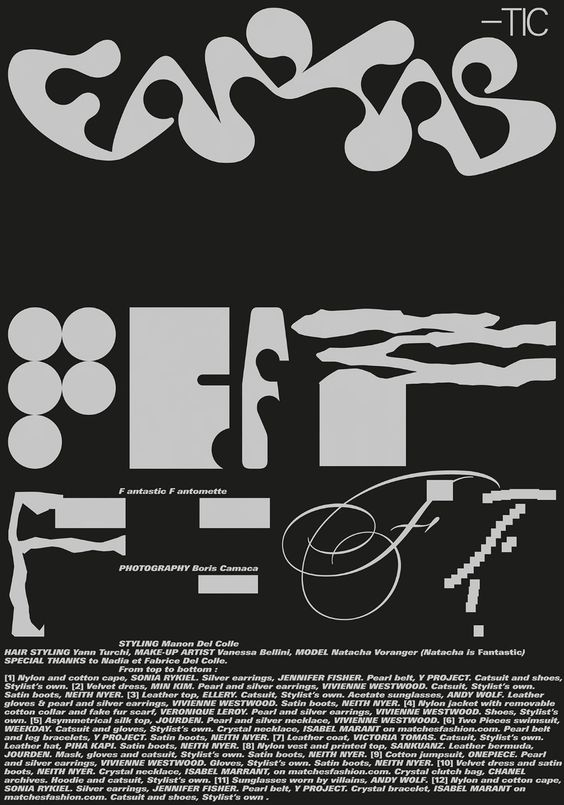 FANTAS
–TIC
F antastic F antomette
PHOTOGRAPHY Boris Camaca
STYLING Manon Del Colle
HAIR STYLING Yann Turchi, MAKE-UP ARTIST Vanessa Bellini, MODEL Natacha Voranger (Natacha is Fantastic)
SPECIAL THANKS to Nadia et Fabrice Del Colle.
From top to bottom :
[1] Nylon and cotton cape, SONIA RYKIEL. Silver earrings, JENNIFER FISHER. Pearl belt, Y PROJECT. Catsuit and shoes,
Stylist's own. [2] Velvet dress, MIN KIM. Pearl and silver earrings, VIVIENNE WESTWOOD. Catsuit, Stylist's own.
Satin boots, NEITH NYER. [3] Leather top, ELLERY. Catsuit, Stylist's own. Acetate sunglasses, ANDY WOLF. Leather
gloves & pearl and silver earrings, VIVIENNE WESTWOOD. Satin boots, NEITH NYER. [4] Nylon jacket with removable
cotton collar and fake fur scarf, VERONIQUE LEROY. Pearl and silver earrings, VIVIENNE WESTWOOD. Shoes, Stylist's
own. [5] Asymmetrical silk top, JOURDEN. Pearl and silver necklace, VIVIENNE WESTWOOD. [6] Two Pieces swimsuit,
WEEKDAY. Catsuit and gloves, Stylist's own. Crystal necklace, ISABEL MARANT on matchesfashion.com. Pearl belt
and leg bracelets, Y PROJECT. Satin boots, NEITH NYER. [7] Leather coat, VICTORIA TOMAS. Catsuit, Stylist's own.
Leather hat, PIHA KAPI. Satin boots, NEITH NYER. [8] Nylon vest and printed top, SANKUANZ. Leather bermuda,
JOURDEN. Mask, gloves and catsuit, Stylist's own. Satin boots, NEITH NYER. [9] Cotton jumpsuit, ONEPIECE. Pearl
and silver earrings, VIVIENNE WESTWOOD. Gloves, Stylist's own. Satin boots, NEITH NYER. [10] Velvet dress and satin
boots, NEITH NYER. Crystal necklace, ISABEL MARRANT, on matchesfashion.com. Crystal clutch bag, CHANEL
archives. Hoodie and catsuit, Stylist's own. [11] Sunglasses worn by villains, ANDY WOLF. [12] Nylon and cotton cape,
SONIA RYKIEL. Silver earrings, JENNIFER FISHER. Pearl belt, Y PROJECT. Crystal bracelet, ISABEL MARANT on
matchesfashion.com. Catsuit and shoes, Stylist's own .